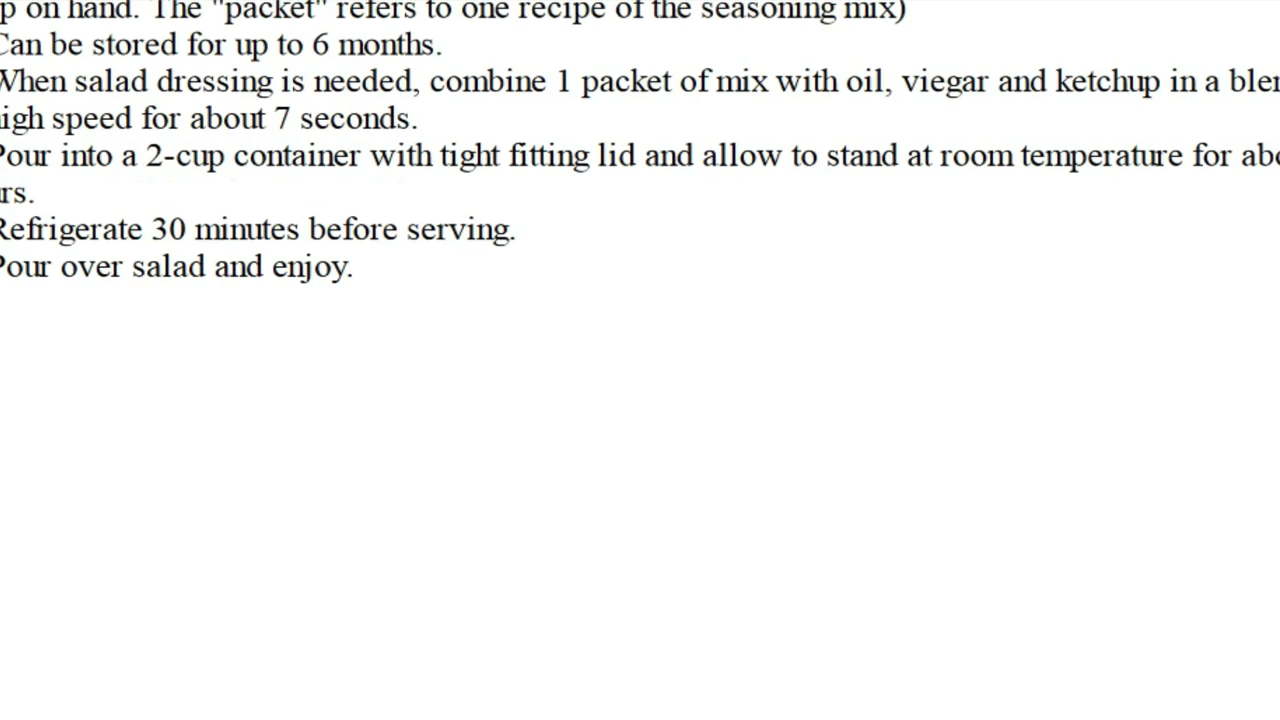 p on hand. The "packet" refers to one recipe of the seasoning mix)
Can be stored for up to 6 months.
When salad dressing is needed, combine 1 packet of mix with oil, viegar and ketchup in a blen
igh speed for about 7 seconds.
Pour into a 2-cup container with tight fitting lid and allow to stand at room temperature for abo
rs.
Refrigerate 30 minutes before serving.
Pour over salad and enjoy.